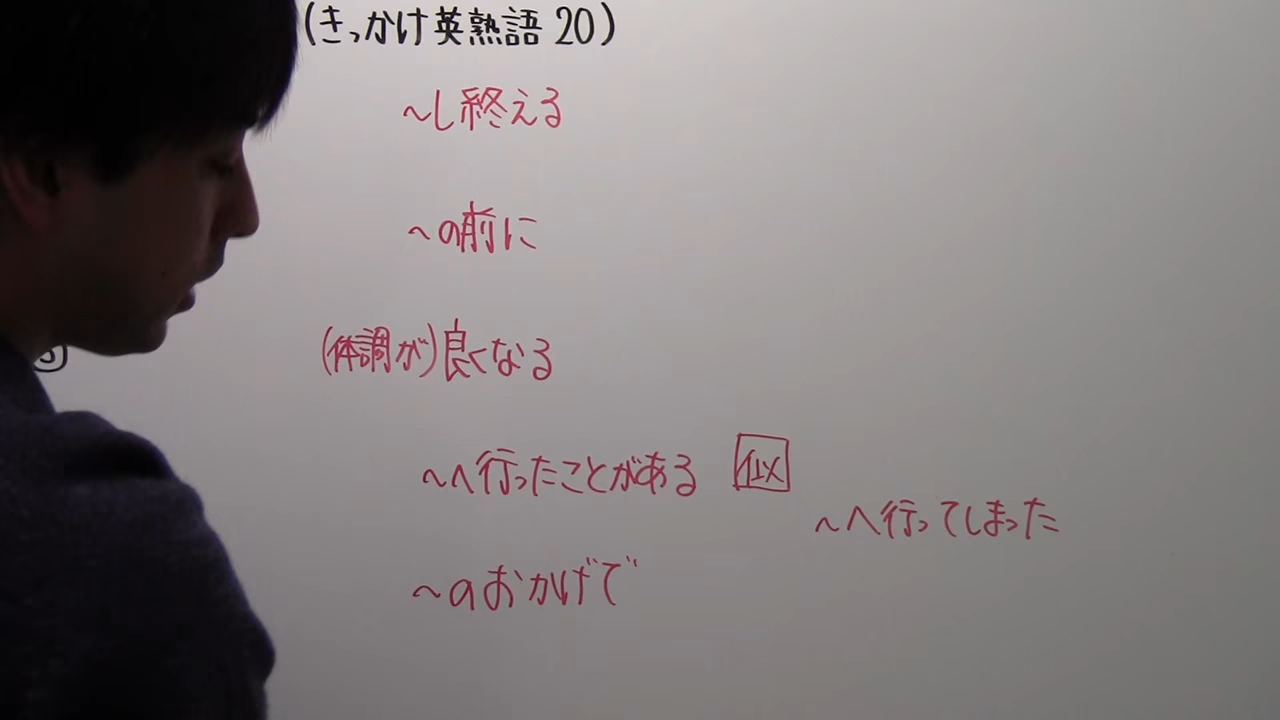 (きっかけ英熟語20)
～し終える
～の前に
(体調が)良くなる
～へ行ったことがある 似
～へ行ってしまった
～のおかげで